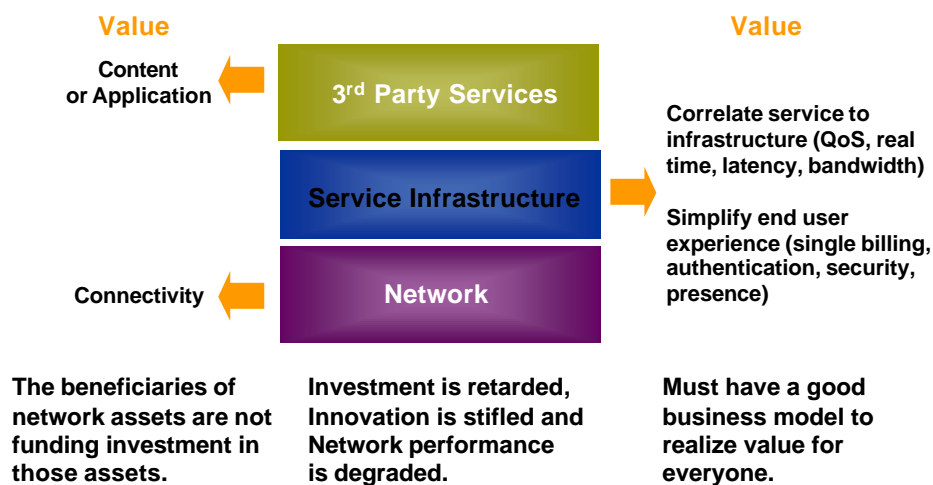 Value
Content
or Application
Connectivity
3rd Party Services
Service Infrastructure
Network
Value
Correlate service to
infrastructure (QoS, real
time, latency, bandwidth)
Simplify end user
experience (single billing,
authentication, security,
presence)
The beneficiaries of
network assets are not
funding investment in
those assets.
Investment is retarded,
Innovation is stifled and
Network performance
is degraded.
Must have a good
business model to
realize value for
everyone.